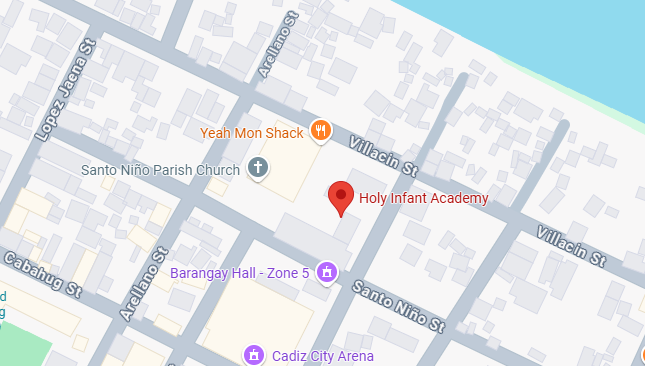 Arellano St
Lopez Jaena St
Yeah Mon Shack
Villacin St
Santo Niño Parish Church
Holy Infant Academy
Villacin St
Cabahug St
Arellano St
Barangay Hall - Zone 5
Santo Niño St
d
g
Cadiz City Arena